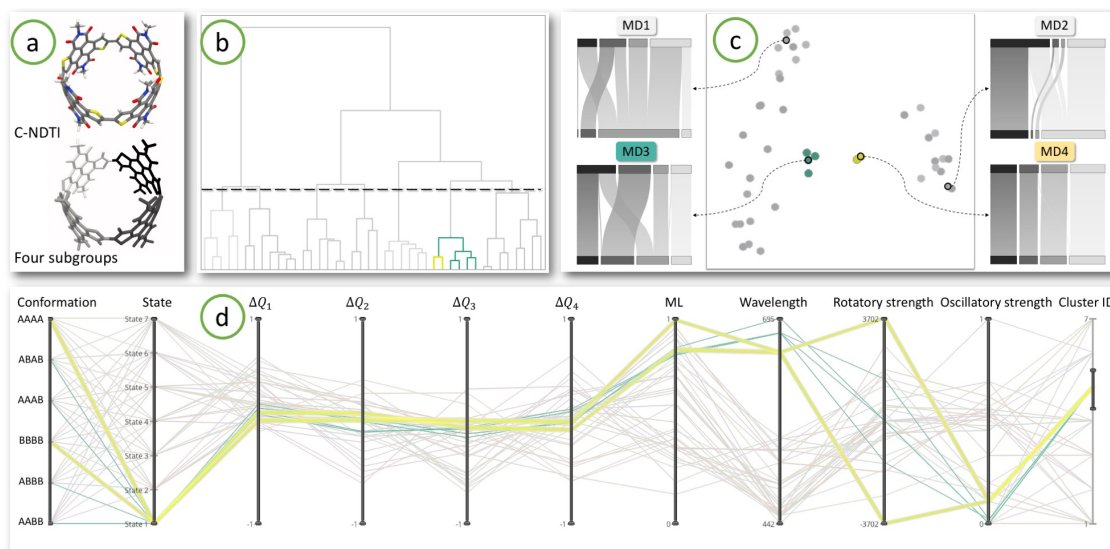 a
C-NDTI
Four subgroups
b
c
MD1
MD2
MD3
MD4
d
Conformation
State
ΔQ1
ΔQ2
ΔQ3
ΔQ4
ML
Wavelength
Rotatory strength
Oscillatory strength
Cluster ID
AAAA
State 7
1
1
1
1
1
695
3702
1
7
ABAB
State 6
AAAB
State 5
State 4
BBBB
State 3
ABBB
State 2
AABB
State 1
-1
-1
-1
-1
0
442
-3702
0
1